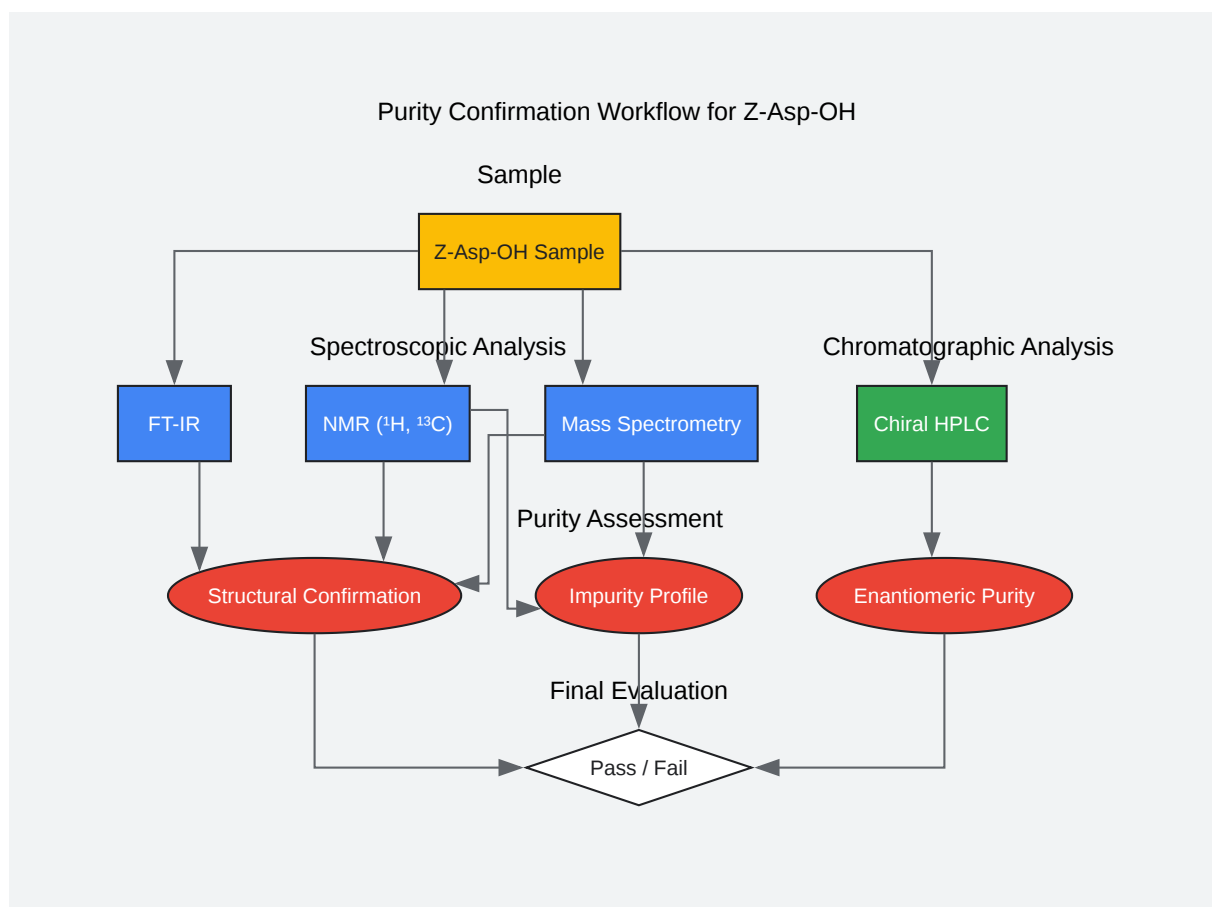 Purity Confirmation Workflow for Z-Asp-OH
Sample
Z-Asp-OH Sample
Spectroscopic Analysis
Chromatographic Analysis
FT-IR
NMR (¹H, ¹³C)
Mass Spectrometry
Chiral HPLC
Purity Assessment
Structural Confirmation
Impurity Profile
Enantiomeric Purity
Final Evaluation
Pass / Fail